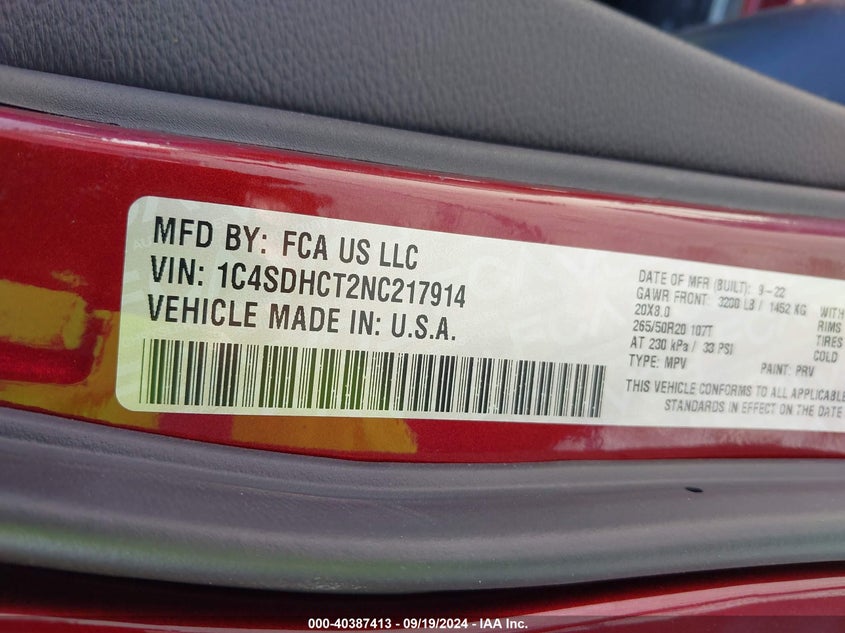 MFD BY: FCA US LLC
VIN: 1C4SDHCT2NC217914
VEHICLE MADE IN: U.S.A.
DATE OF MFR (BUILT): 9-22
GAWR FRONT: 3200 LB / 1452 KG WITH
20X8.0 RIMS
265/50R20 107T TIRES
AT 230 kPa / 33 PSI COLD
TYPE: MPV PAINT: PRV
THIS VEHICLE CONFORMS TO ALL APPLICABLE
STANDARDS IN EFFECT ON THE DATE
000-40387413 - 09/19/2024 - IAA Inc.